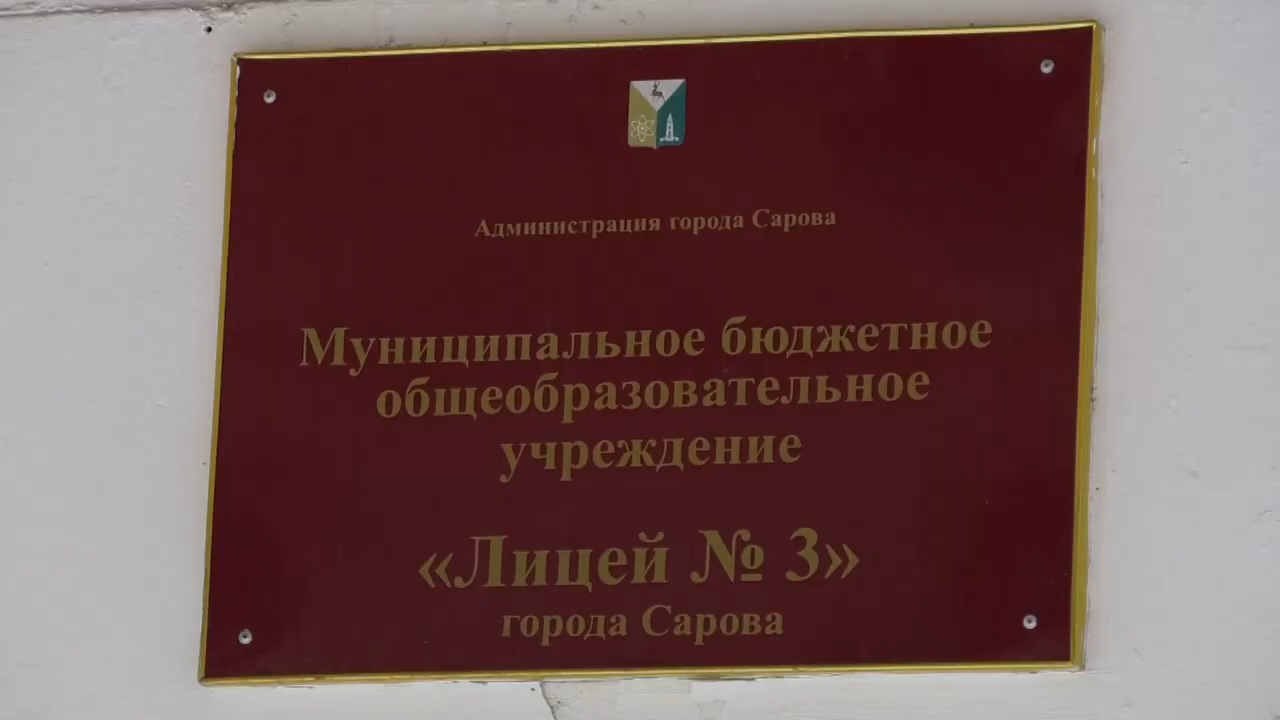 Администрация города Сарова
Муниципальное бюджетное
общеобразовательное
учреждение
«Лицей № 3»
города Сарова